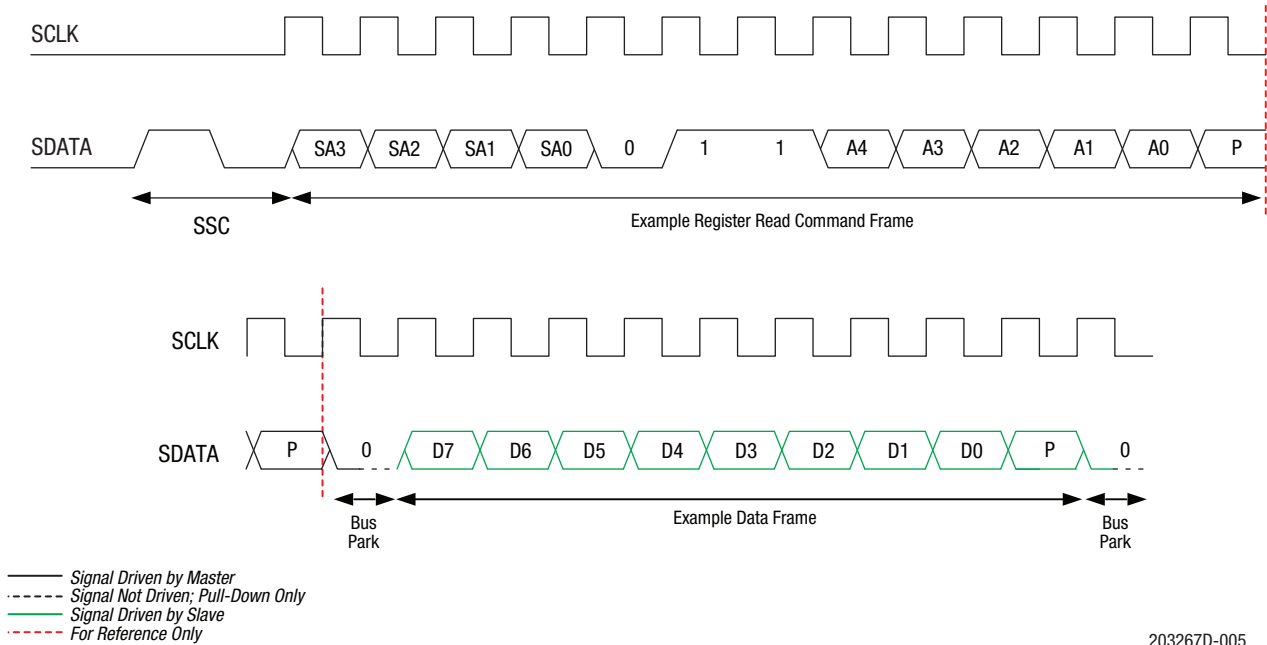 SCLK
SDATA SA3 SA2 SA1 SA0 0 1 1 A4 A3 A2 A1 A0 P
SSC Example Register Read Command Frame
SCLK
SDATA P 0 D7 D6 D5 D4 D3 D2 D1 D0 P 0
Bus Park Example Data Frame Bus Park
Signal Driven by Master
Signal Not Driven; Pull-Down Only
Signal Driven by Slave
For Reference Only
203267D-005